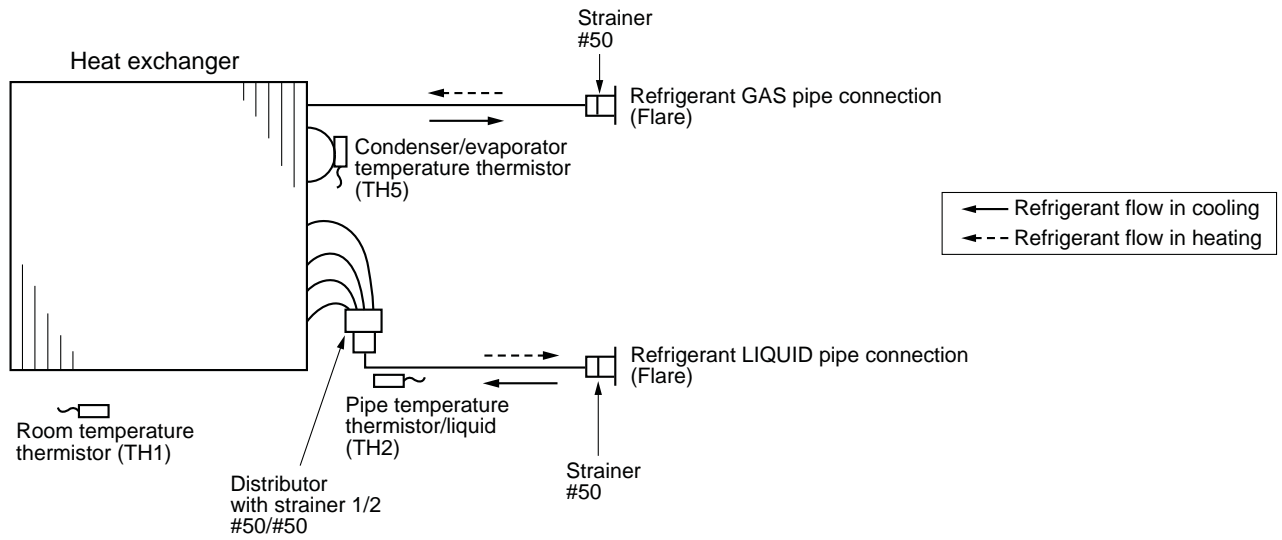 Strainer
#50
Heat exchanger
Refrigerant GAS pipe connection
(Flare)
Condenser/evaporator
temperature thermistor
(TH5)
Refrigerant flow in cooling
Refrigerant flow in heating
Refrigerant LIQUID pipe connection
(Flare)
Pipe temperature
thermistor/liquid
(TH2)
Room temperature
thermistor (TH1)
Strainer
#50
Distributor
with strainer 1/2
#50/#50